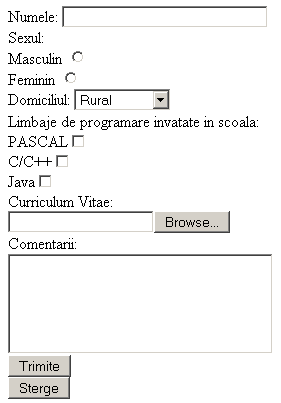 Numele:
Sexul:
Masculin
Feminin
Domiciliul: Rural
Limbaje de programare invatate in scoala:
PASCAL
C/C++
Java
Curriculum Vitae:
Browse...
Comentarii:
Trimite
Sterge